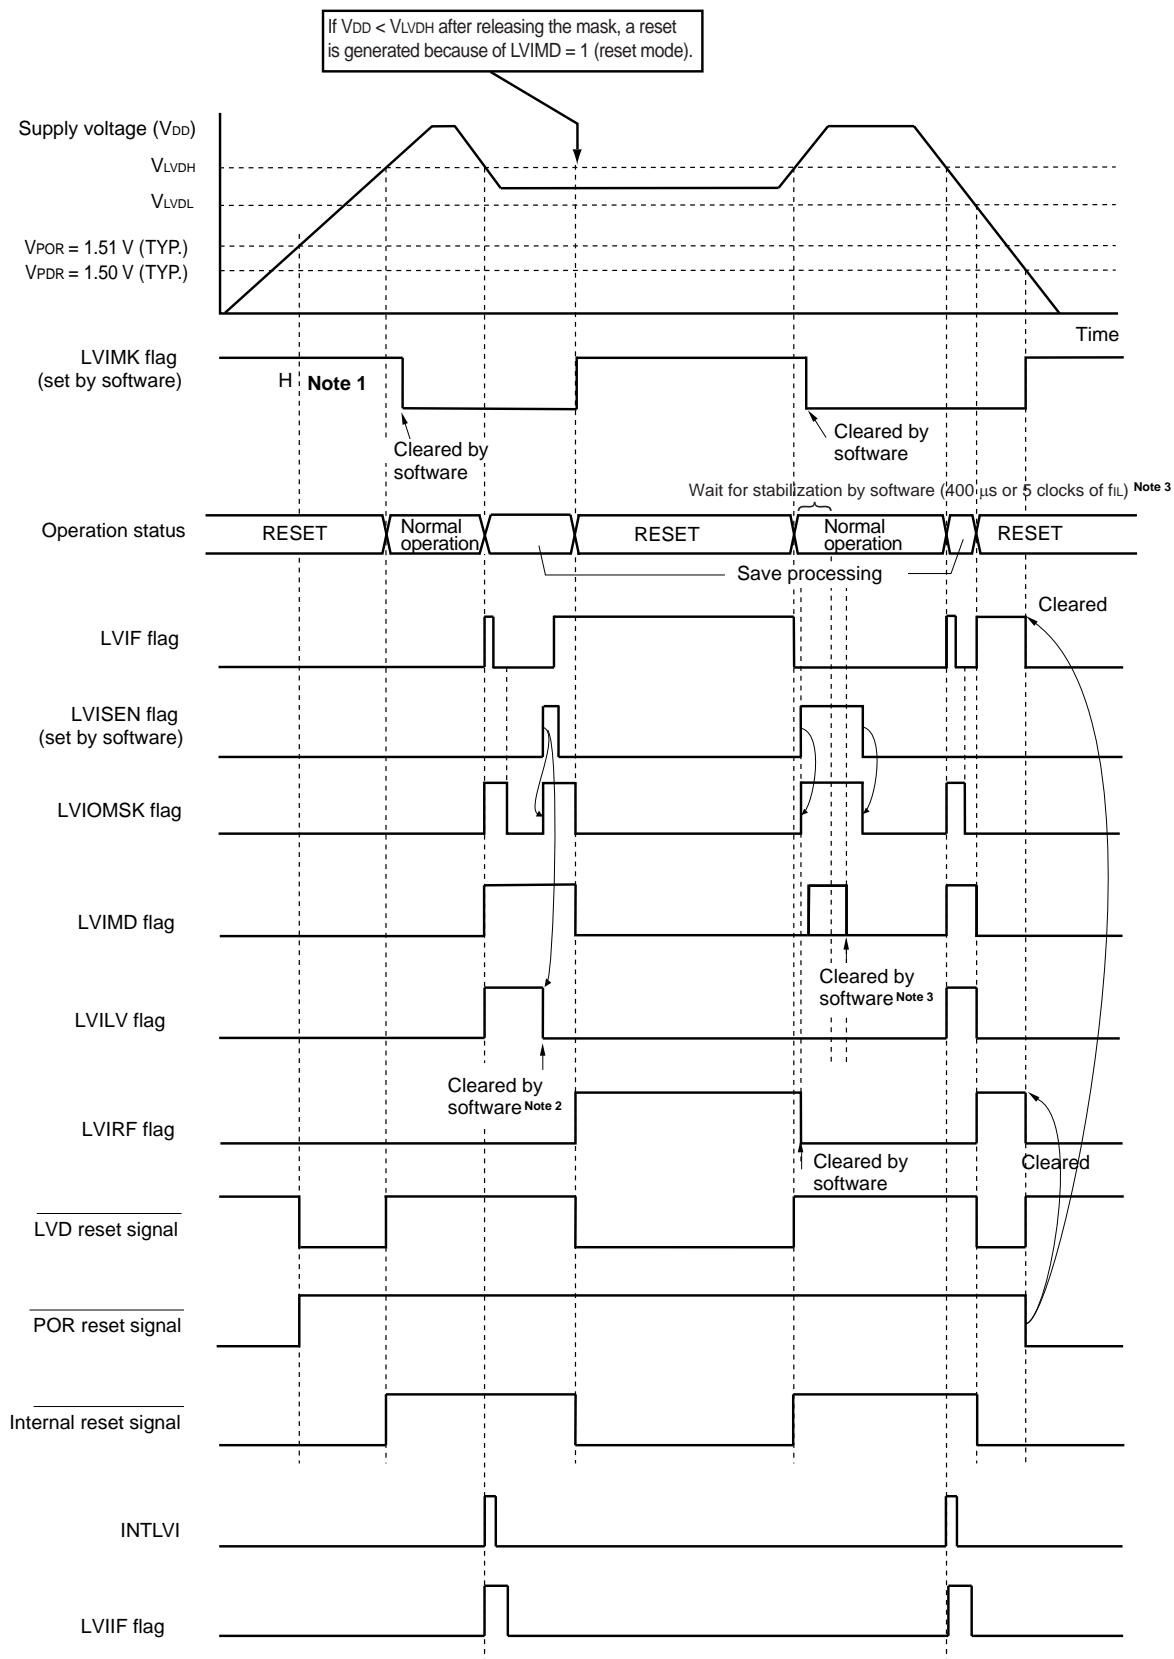 If VDD < VLVDH after releasing the mask, a reset
is generated because of LVIMD = 1 (reset mode).
Supply voltage (VDD)
VLVDH
VLVDL
VPOR = 1.51 V (TYP.)
VPDR = 1.50 V (TYP.)
Time
LVIMK flag
(set by software)
H Note 1
Cleared by
software
Cleared by
software
Wait for stabilization by software (400 μs or 5 clocks of fIL) Note 3
Operation status
RESET
Normal
operation
RESET
Normal
operation
RESET
Save processing
LVIF flag
Cleared
LVISEN flag
(set by software)
LVIOMSK flag
LVIMD flag
Cleared by
software Note 3
LVILV flag
Cleared by
software Note 2
LVIRF flag
Cleared by
software
Cleared
LVD reset signal
POR reset signal
Internal reset signal
INTLVI
LVIIF flag